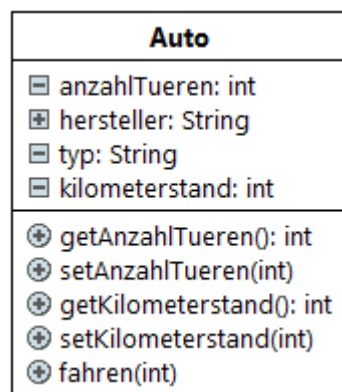 Auto
anzahlTueren: int
hersteller: String
typ: String
kilometerstand: int
getAnzahlTueren(): int
setAnzahlTueren(int)
getKilometerstand(): int
setKilometerstand(int)
fahren(int)